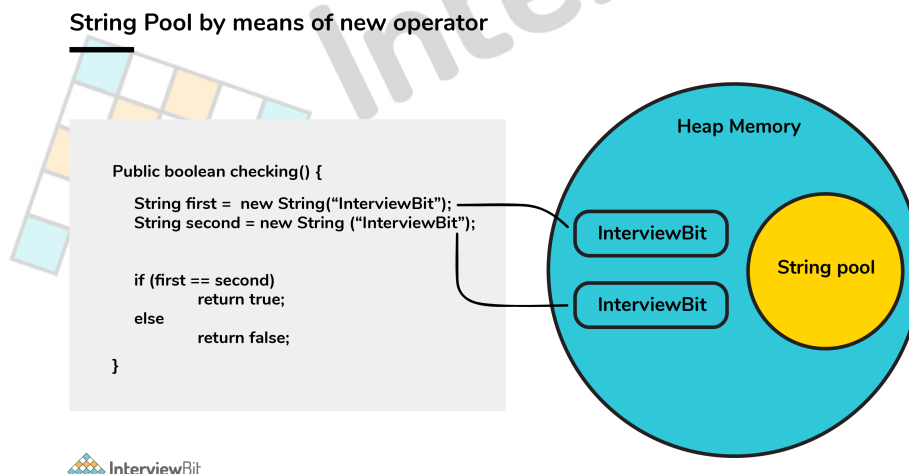 String Pool by means of new operator
Public boolean checking() {
String first =  new String(“InterviewBit”);
String second = new String (“InterviewBit”);
if (first == second)
return true;
else
return false;
}
Heap Memory
InterviewBit
String pool
InterviewBit
InterviewBit